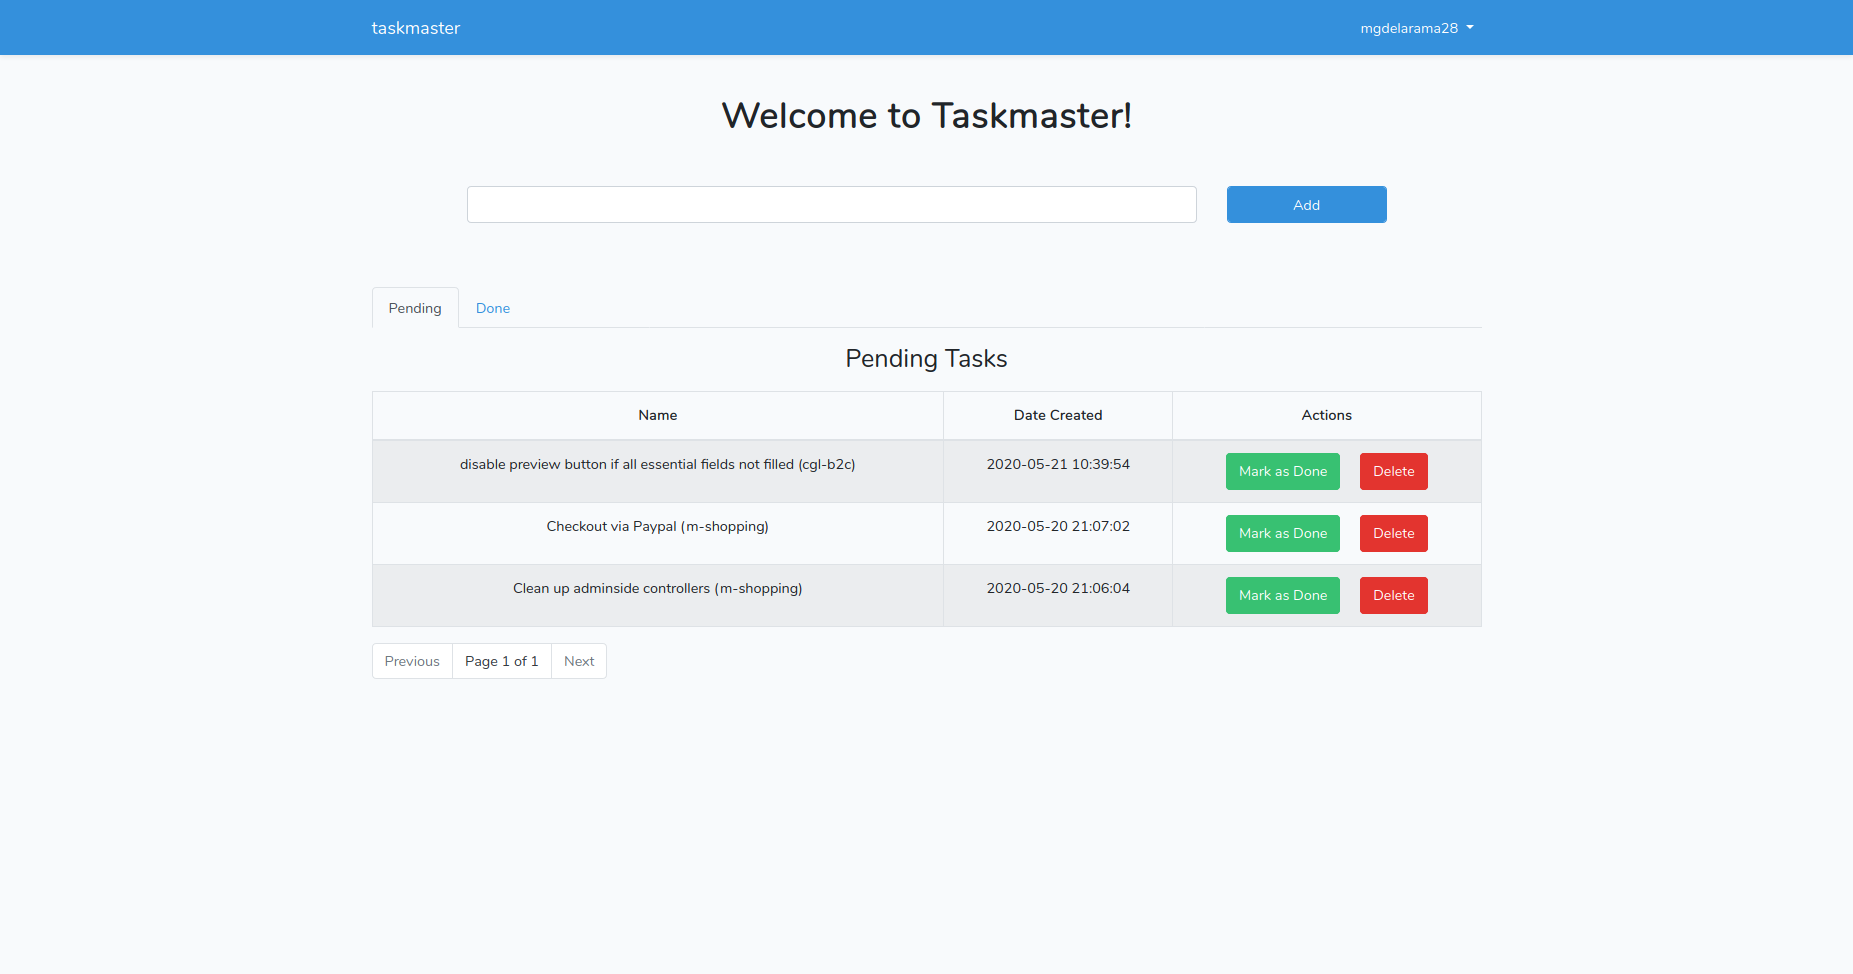 taskmaster
mgdelarama28
Welcome to Taskmaster!
Add
Pending Done
Pending Tasks
Name Date Created Actions
disable preview button if all essential fields not filled (cgl-b2c) 2020-05-21 10:39:54 Mark as Done Delete
Checkout via Paypal (m-shopping) 2020-05-20 21:07:02 Mark as Done Delete
Clean up adminside controllers (m-shopping) 2020-05-20 21:06:04 Mark as Done Delete
Previous Page 1 of 1 Next